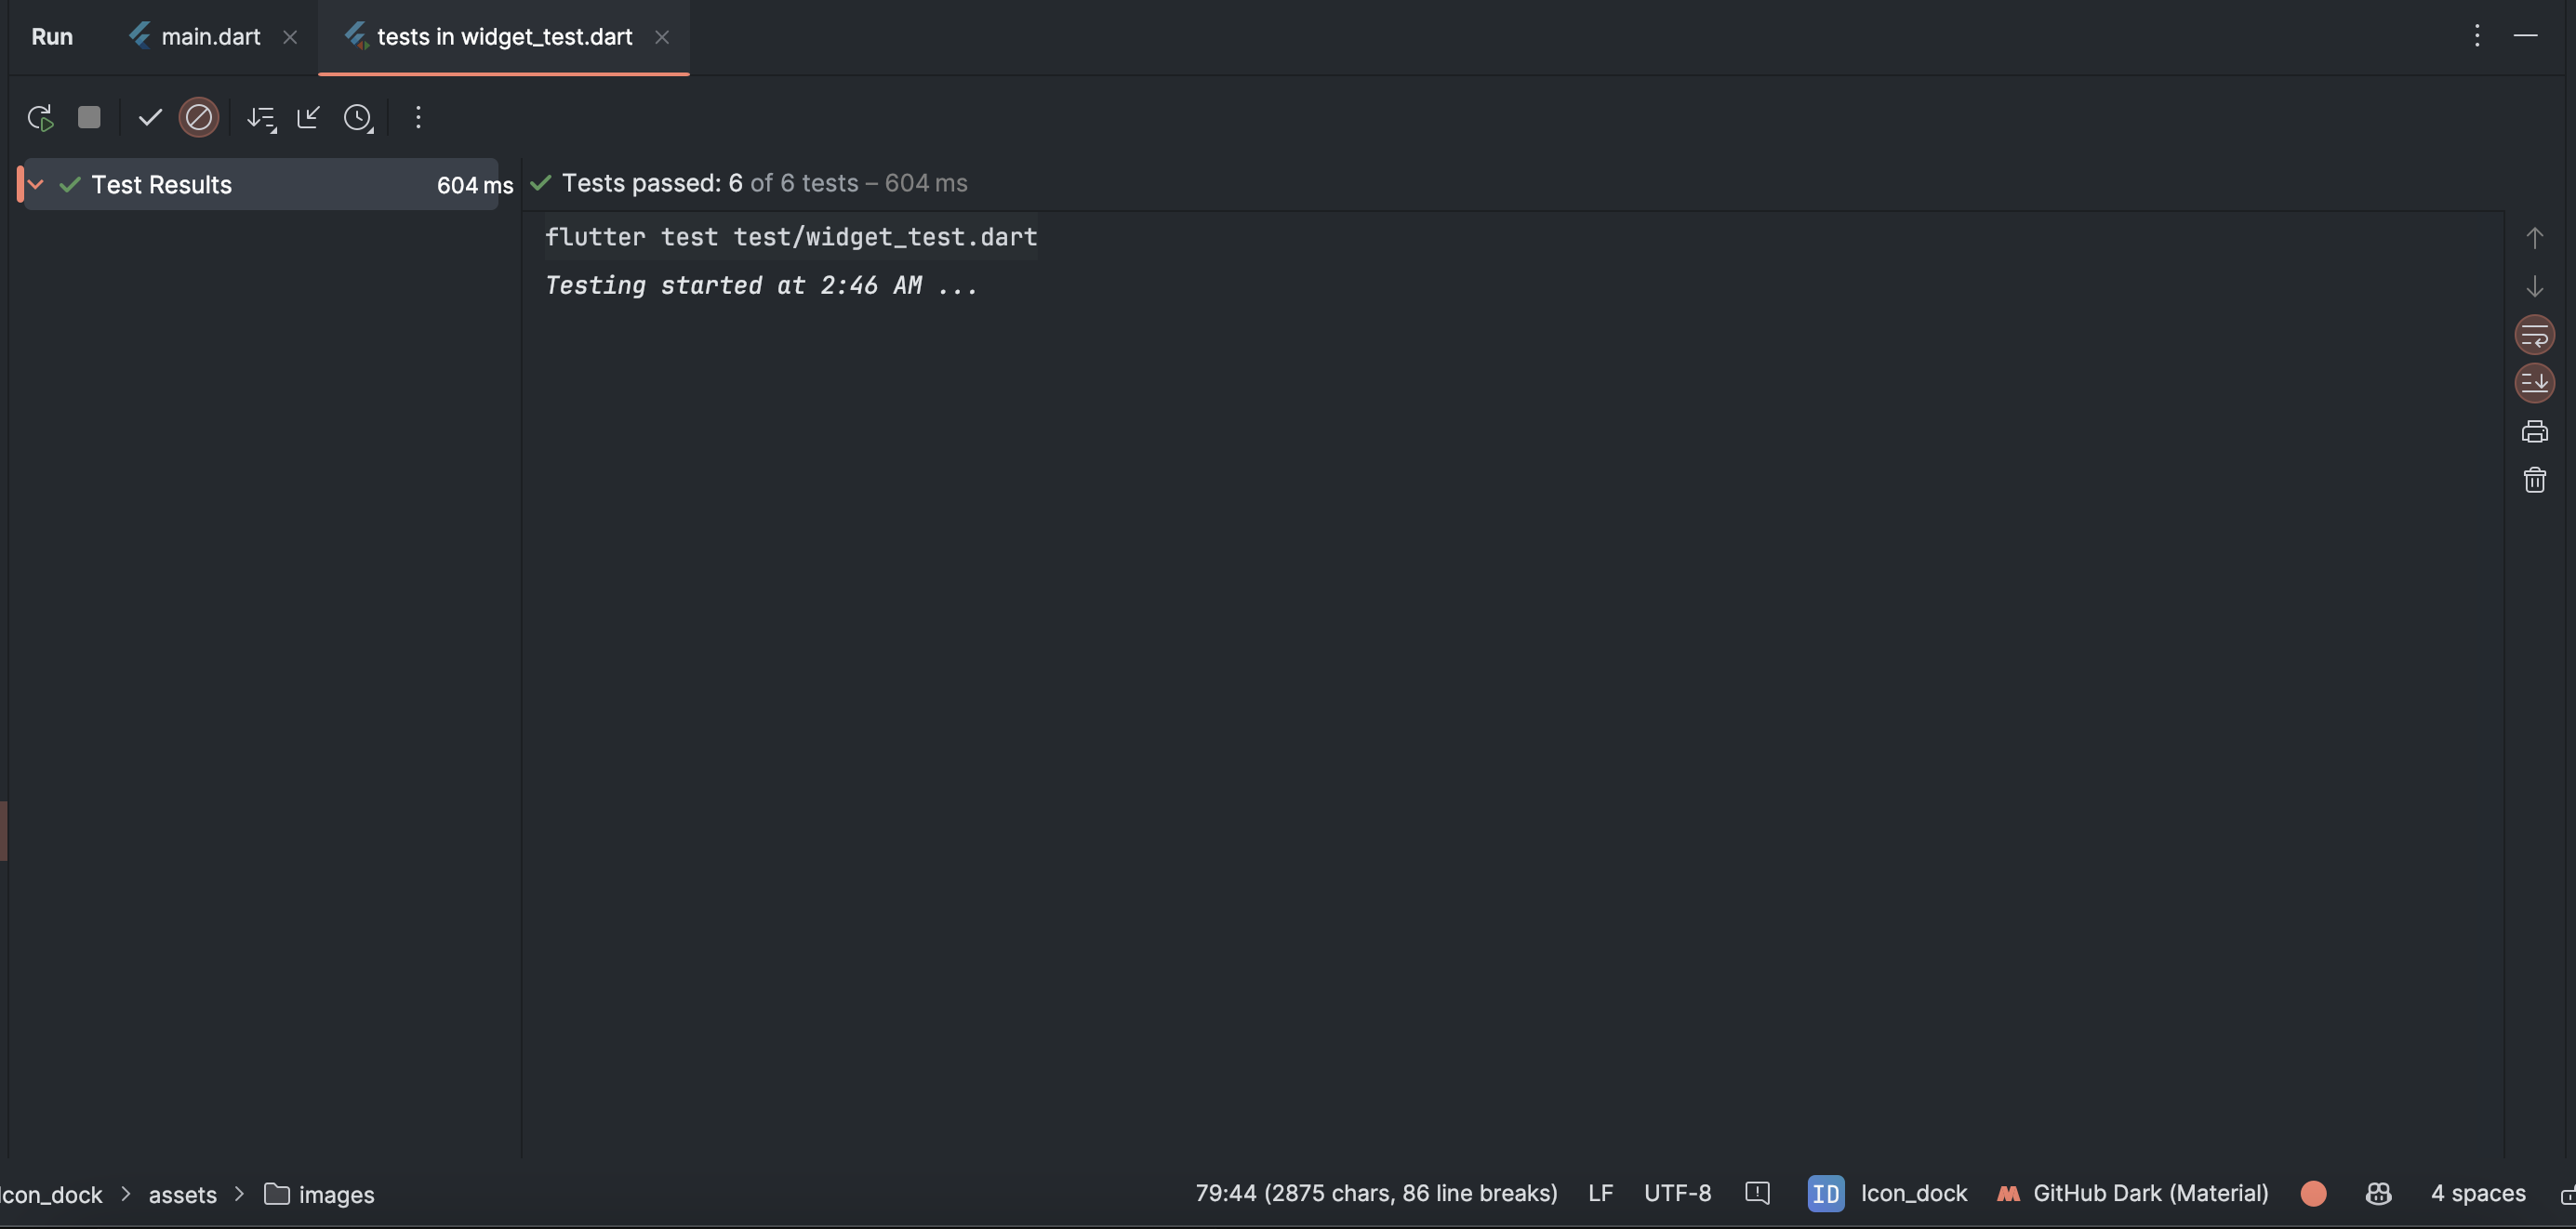 Run main.dart tests in widget_test.dart
Test Results 604 ms
Tests passed: 6 of 6 tests – 604 ms
flutter test test/widget_test.dart
Testing started at 2:46 AM ...
Icon_dock > assets > images 79:44 (2875 chars, 86 line breaks) LF UTF-8 ID Icon_dock GitHub Dark (Material) 4 spaces